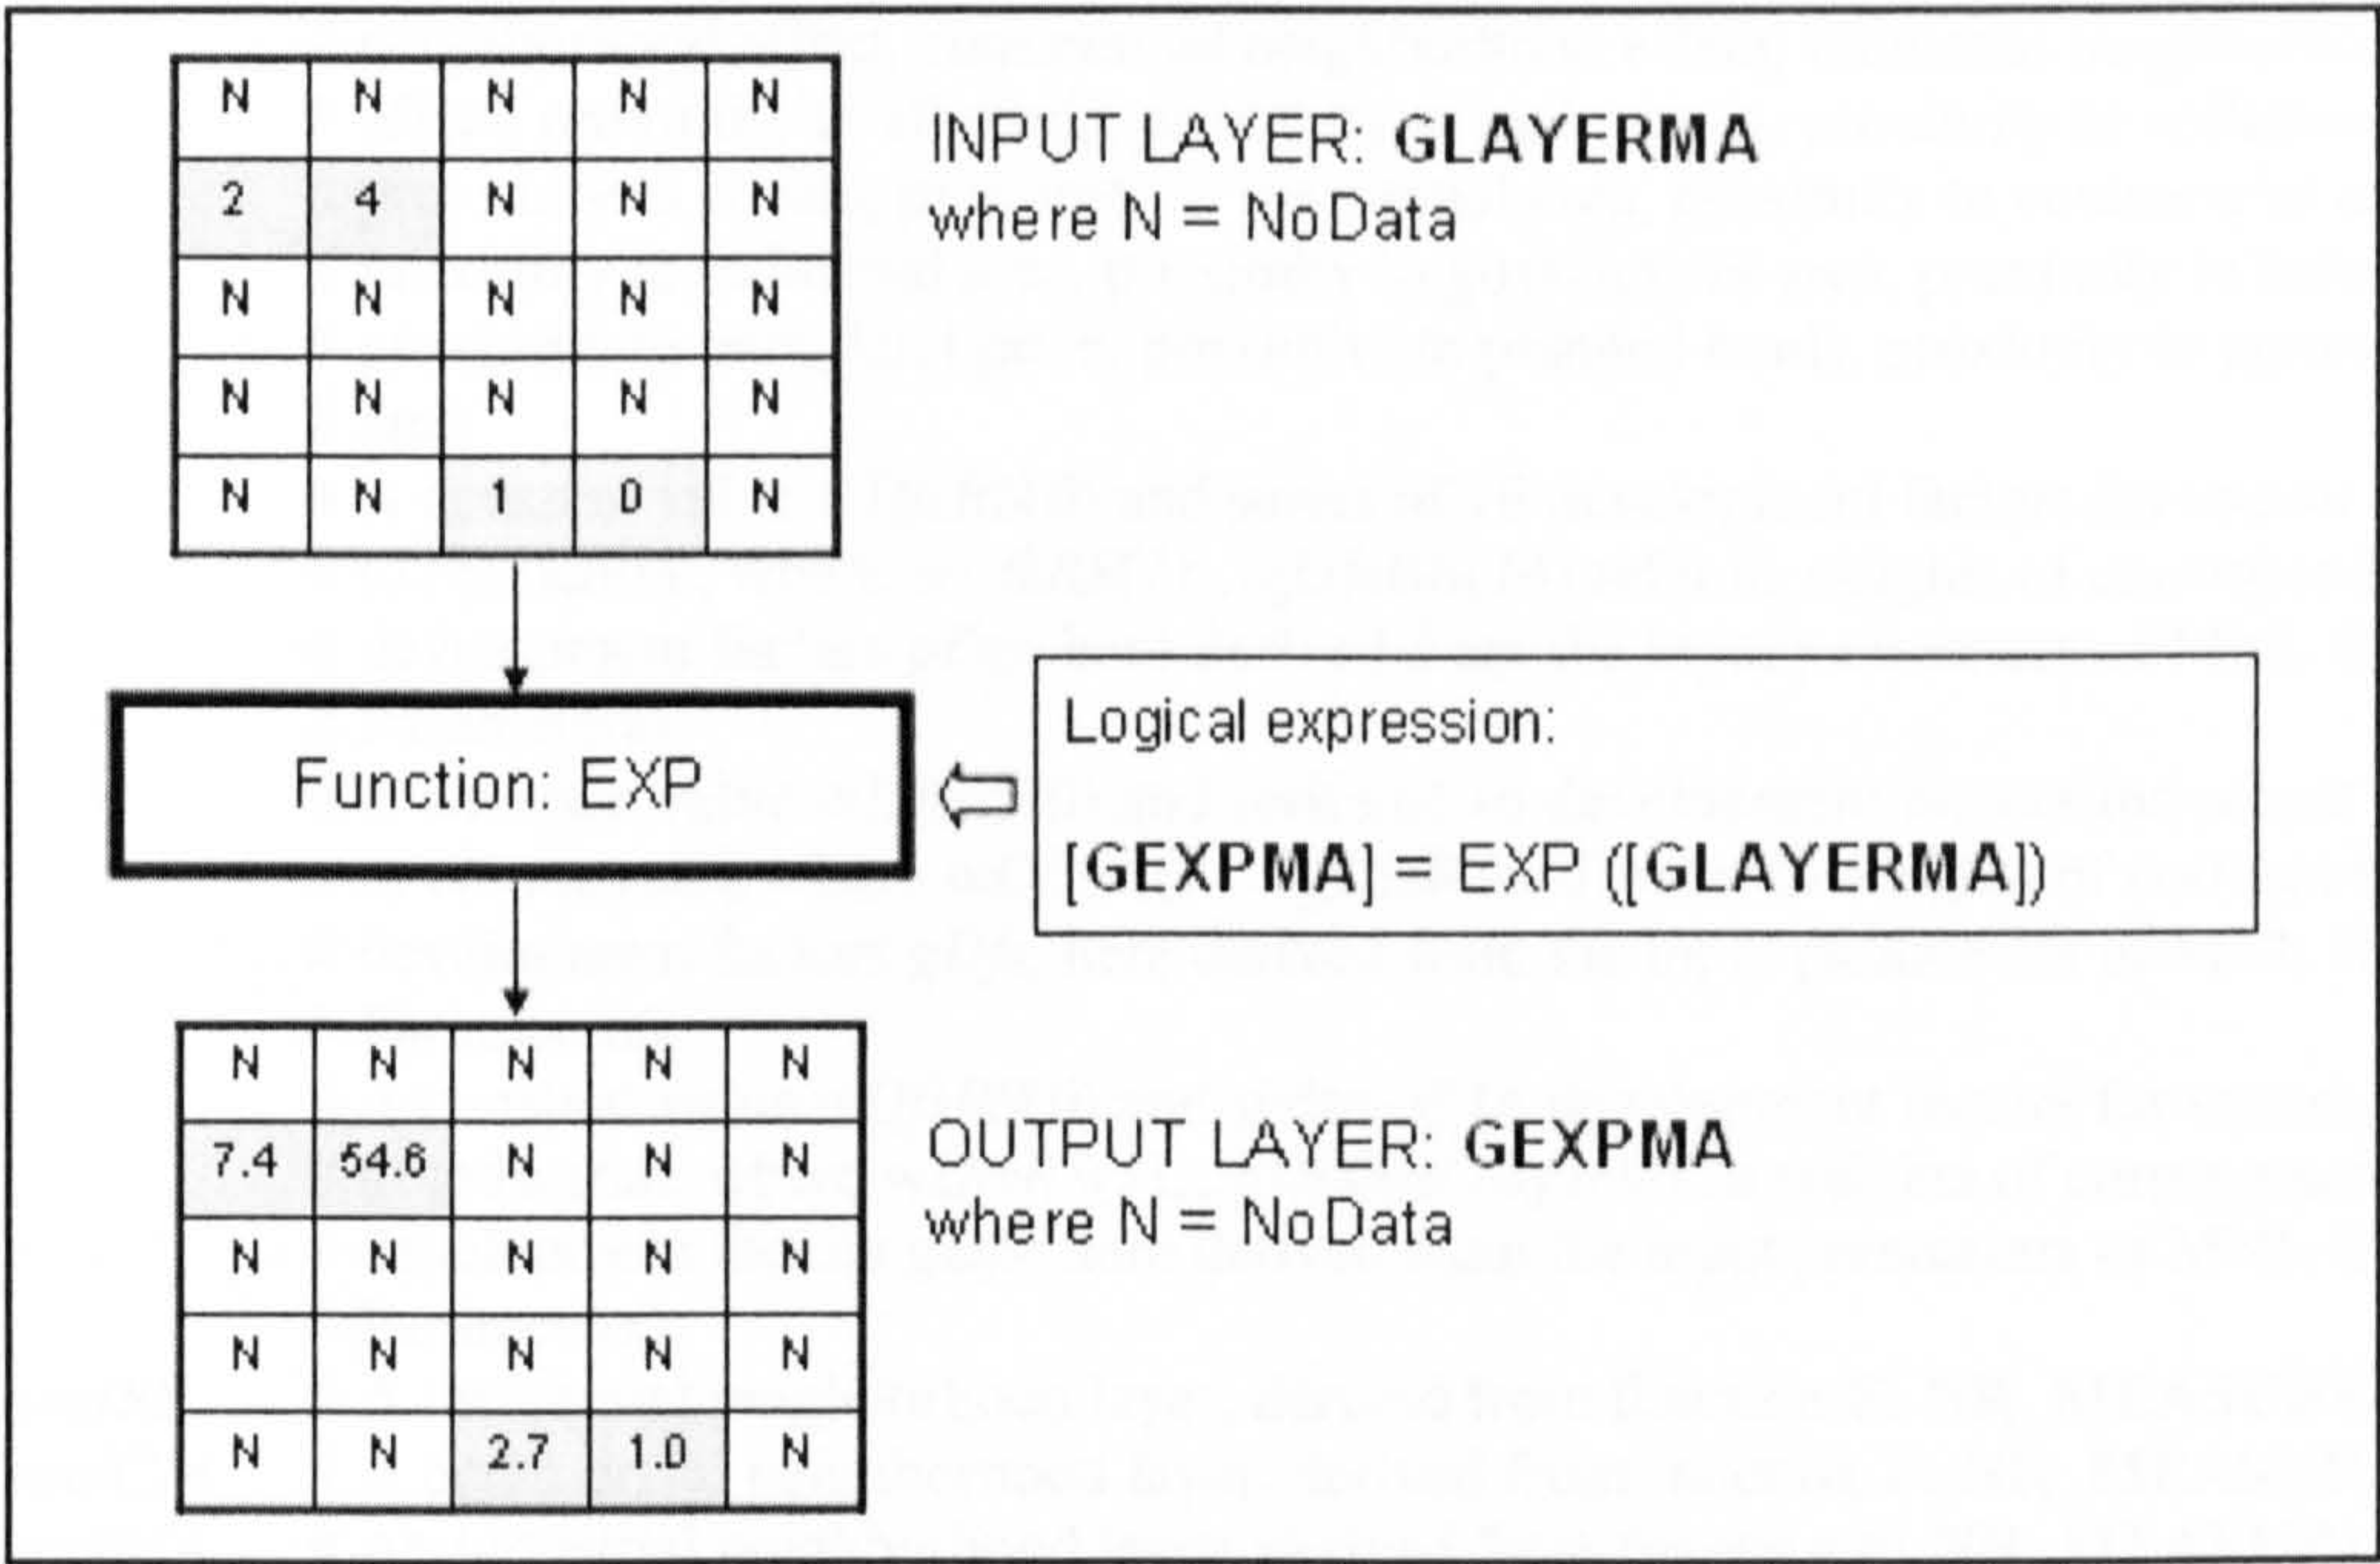 N N N N N
2 4 N N N
N N N N N
N N N N N
N N 1 0 N
INPUT LAYER: GLAYERMA
where N = NoData
Function: EXP
Logical expression:
[GEXPMA] = EXP ([GLAYERMA])
N N N N N
7.4 54.6 N N N
N N N N N
N N N N N
N N 2.7 1.0 N
OUTPUT LAYER: GEXPMA
where N = NoData